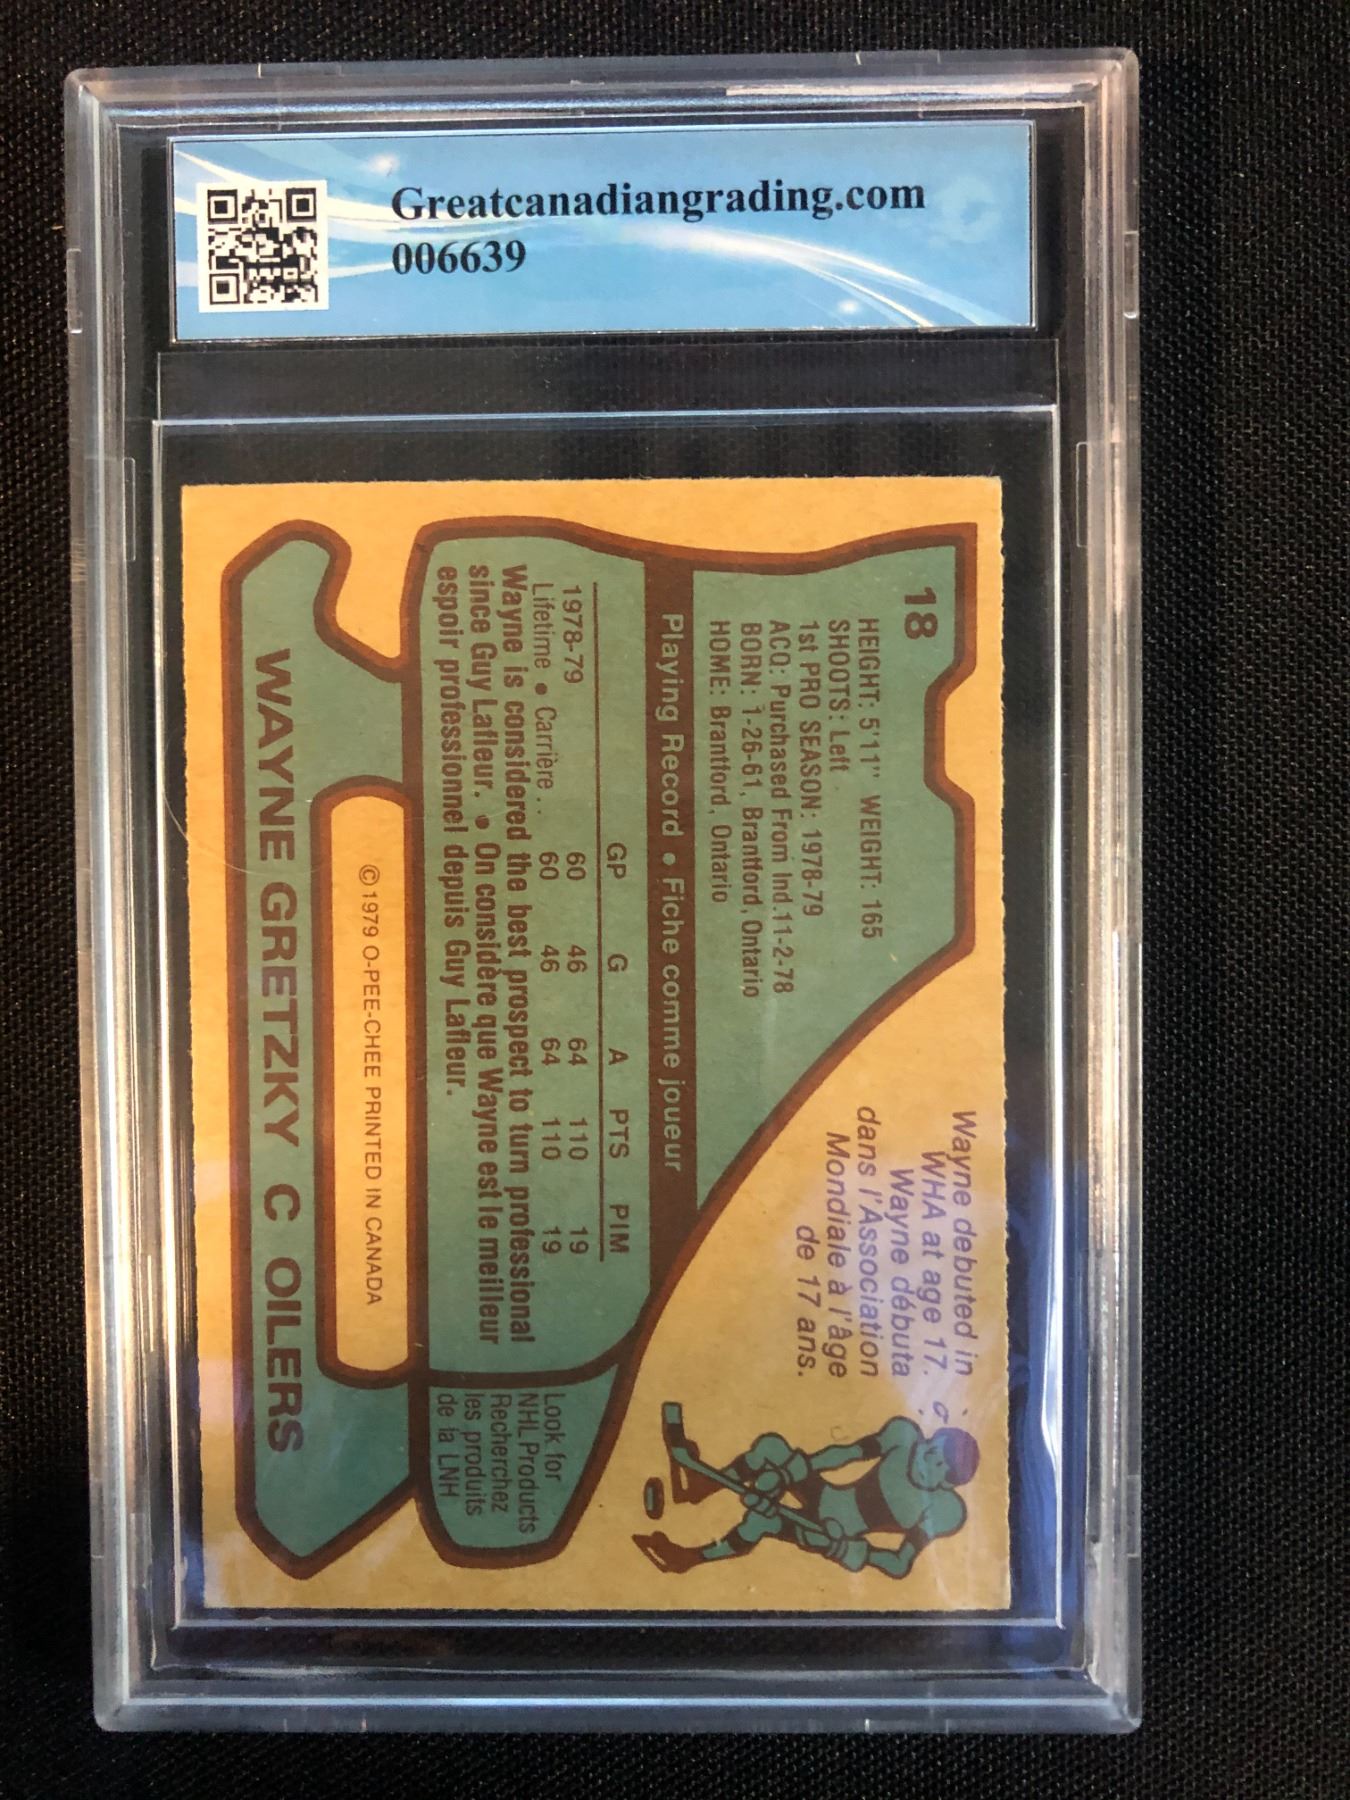 Greatcanadiangrading.com
006639
18
HEIGHT: 5'11" WEIGHT: 165
SHOOTS: Left
1st PRO SEASON: 1978-79
ACQ: Purchased From Ind.11-2-78
BORN: 1-26-61, Brantford, Ontario
HOME: Brantford, Ontario
Wayne debuted in
WHA at age 17.
Wayne débuta
dans l'Association
Mondiale à l'âge
de 17 ans.
Playing Record • Fiche comme joueur
GP G A PTS PIM
1978-79 60 46 64 110 19
Lifetime • Carrière .. 60 46 64 110 19
Wayne is considered the best prospect to turn professional
since Guy Lafleur. • On considère que Wayne est le meilleur
espoir professionnel depuis Guy Lafleur.
Look for
NHL Products
Recherchez
les produits
de la LNH
© 1979 O-PEE-CHEE PRINTED IN CANADA
WAYNE GRETZKY C OILERS